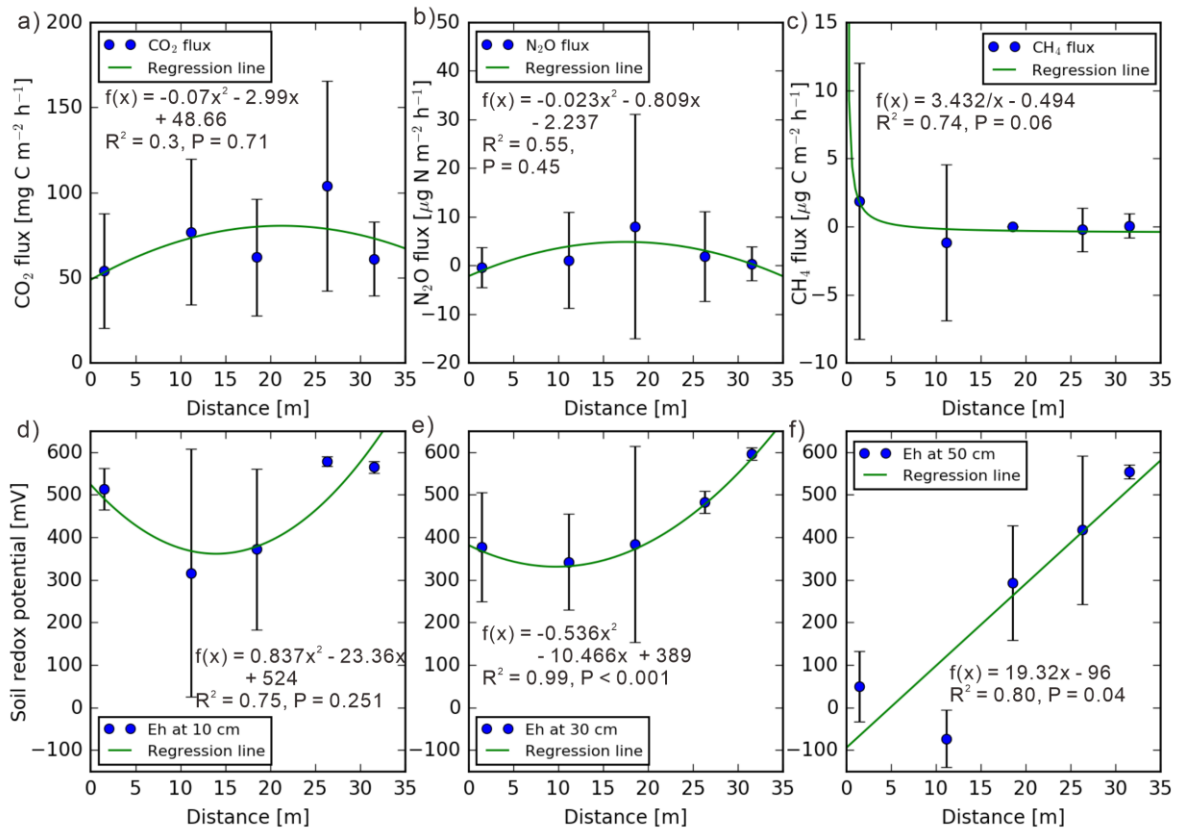 a)
200
150
100
50
0
CO₂ flux [mg C m⁻² h⁻¹]
CO₂ flux
Regression line
f(x) = -0.07x² - 2.99x
+ 48.66
R² = 0.3, P = 0.71
0 5 10 15 20 25 30 35
Distance [m]
b)
50
40
30
20
10
0
−10
−20
N₂O flux [µg N m⁻² h⁻¹]
N₂O flux
Regression line
f(x) = -0.023x² - 0.809x
- 2.237
R² = 0.55,
P = 0.45
0 5 10 15 20 25 30 35
Distance [m]
c)
15
10
5
0
−5
−10
CH₄ flux [µg C m⁻² h⁻¹]
CH₄ flux
Regression line
f(x) = 3.432/x - 0.494
R² = 0.74, P = 0.06
0 5 10 15 20 25 30 35
Distance [m]
d)
600
500
400
300
200
100
0
−100
Soil redox potential [mV]
f(x) = 0.837x² - 23.36x
+ 524
R² = 0.75, P = 0.251
Eh at 10 cm
Regression line
0 5 10 15 20 25 30 35
Distance [m]
e)
600
500
400
300
200
100
0
−100
f(x) = -0.536x²
- 10.466x + 389
R² = 0.99, P < 0.001
Eh at 30 cm
Regression line
0 5 10 15 20 25 30 35
Distance [m]
f)
600
500
400
300
200
100
0
−100
Eh at 50 cm
Regression line
f(x) = 19.32x - 96
R² = 0.80, P = 0.04
0 5 10 15 20 25 30 35
Distance [m]